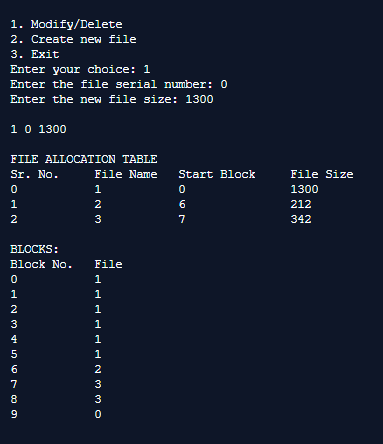 1. Modify/Delete
2. Create new file
3. Exit
Enter your choice: 1
Enter the file serial number: 0
Enter the new file size: 1300
1 0 1300
FILE ALLOCATION TABLE
Sr. No. File Name Start Block File Size
0 1 0 1300
1 2 6 212
2 3 7 342
BLOCKS:
Block No. File
0 1
1 1
2 1
3 1
4 1
5 1
6 2
7 3
8 3
9 0